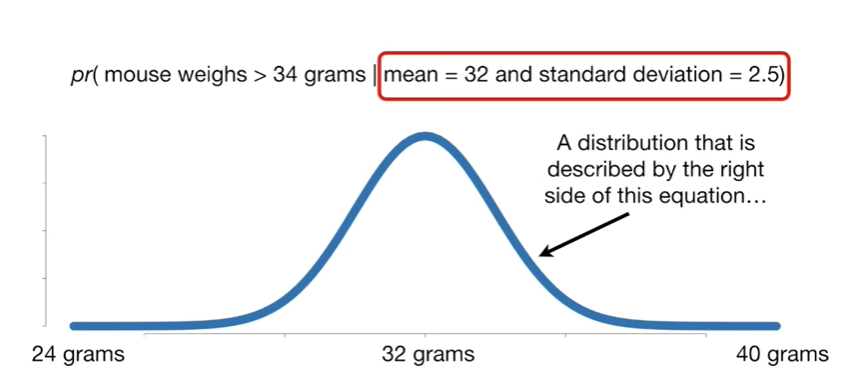 pr( mouse weighs > 34 grams | mean = 32 and standard deviation = 2.5)
A distribution that is
described by the right
side of this equation…
24 grams
32 grams
40 grams